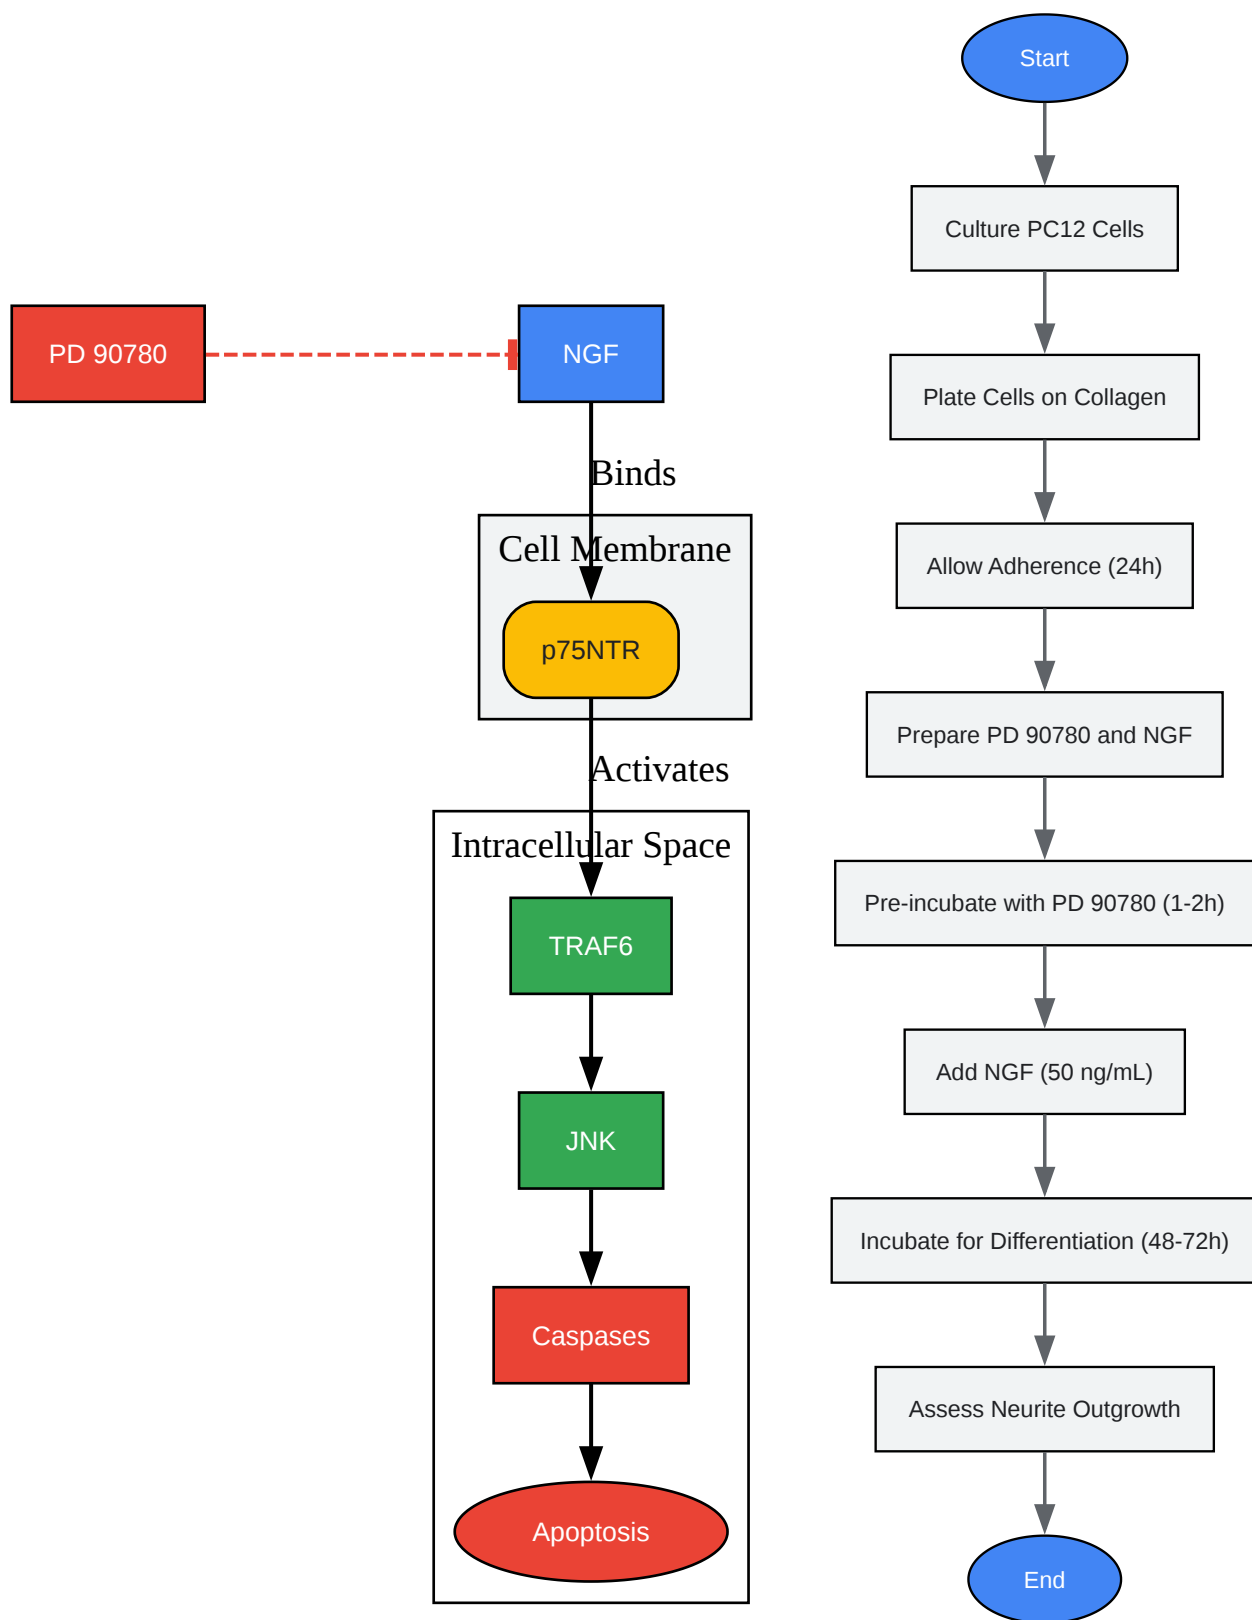 PD 90780
NGF
Binds
Cell Membrane
p75NTR
Activates
Intracellular Space
TRAF6
JNK
Caspases
Apoptosis
Start
Culture PC12 Cells
Plate Cells on Collagen
Allow Adherence (24h)
Prepare PD 90780 and NGF
Pre-incubate with PD 90780 (1-2h)
Add NGF (50 ng/mL)
Incubate for Differentiation (48-72h)
Assess Neurite Outgrowth
End